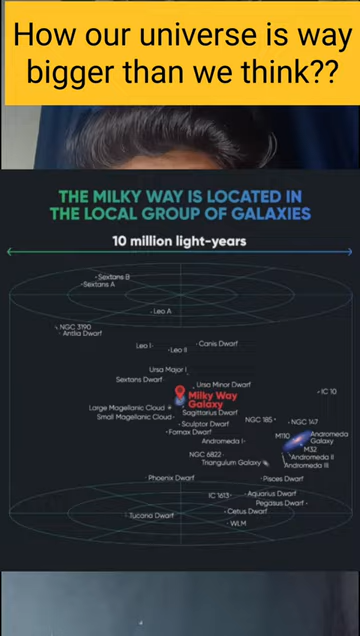 How our universe is way
bigger than we think??
THE MILKY WAY IS LOCATED IN
THE LOCAL GROUP OF GALAXIES
10 million light-years
Sextans B
Sextans A
Leo A
NGC 3190
Antlia Dwarf
Leo I
Leo II
Canis Dwarf
Ursa Major I
Sextans Dwarf
Ursa Minor Dwarf
IC 10
Milky Way
Galaxy
Large Magellanic Cloud
Sagittarius Dwarf
Small Magellanic Cloud
NGC 185
NGC 147
Sculptor Dwarf
Fornax Dwarf
Andromeda I
M110
Andromeda
Galaxy
M32
NGC 6822
Andromeda II
Triangulum Galaxy
Andromeda III
Phoenix Dwarf
Pisces Dwarf
IC 1613
Aquarius Dwarf
Pegasus Dwarf
Cetus Dwarf
Tucana Dwarf
WLM